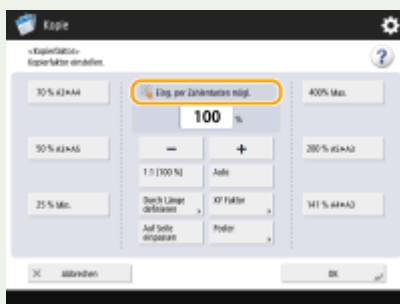 Kopie
<Kopierfaktor>
Kopierfaktor einstellen.
?
70 % A3➔A4
Eing. per Zahlentasten mögl.
400% Max.
100 %
50 % A3➔A5
−
+
200 % A5➔A3
1:1 (100 %)
Auto
25 % Min.
Durch Länge
definieren
XY Faktor
141 % A4➔A3
Auf Seite
einpassen
Poster
× Abbrechen
OK